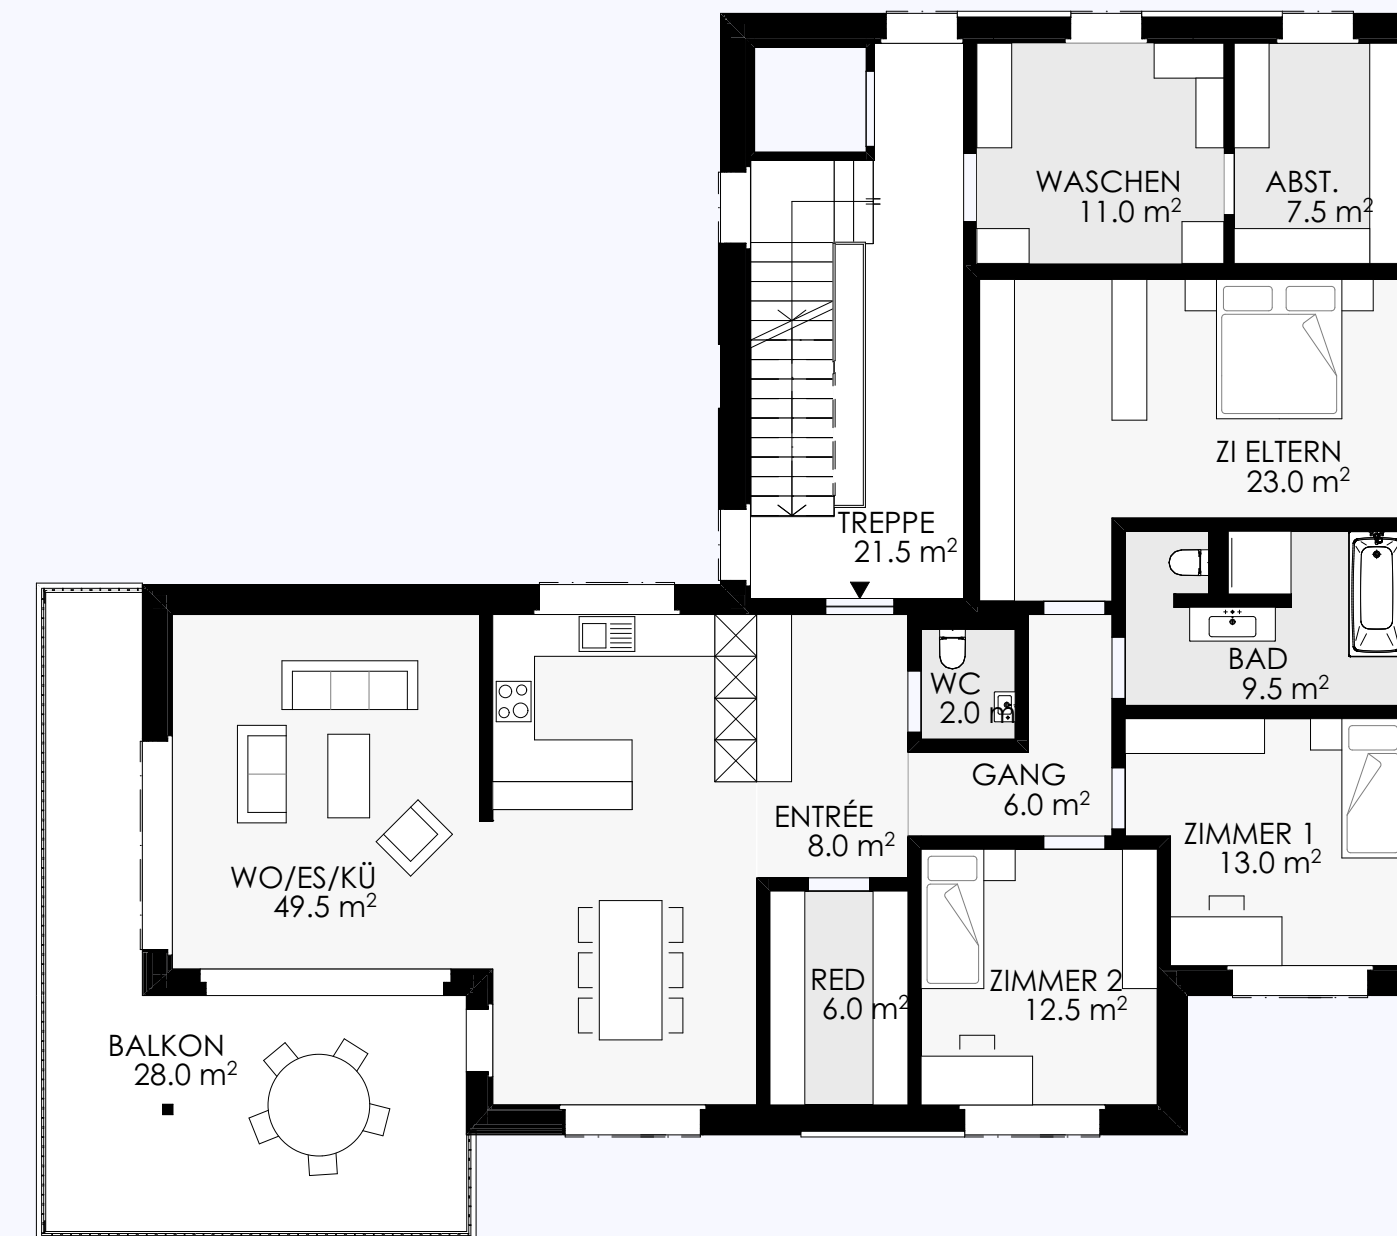 WASCHEN
11.0 m²
ABST.
7.5 m²
ZI ELTERN
23.0 m²
TREPPE
21.5 m²
BAD
9.5 m²
WC
2.0 m
GANG
6.0 m²
ENTRÉE
8.0 m²
ZIMMER 1
13.0 m²
WO/ES/KÜ
49.5 m²
RED
6.0 m²
ZIMMER 2
12.5 m²
BALKON
28.0 m²